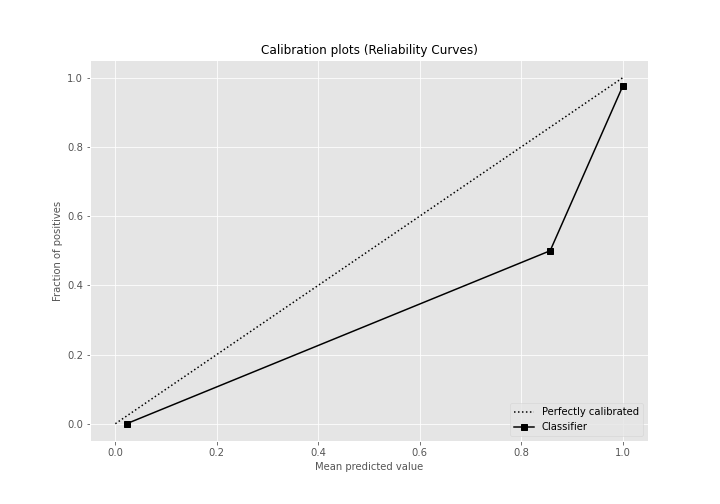 Calibration plots (Reliability Curves)
1.0
0.8
0.6
0.4
0.2
0.0
Fraction of positives
0.0 0.2 0.4 0.6 0.8 1.0
Mean predicted value
Perfectly calibrated
Classifier